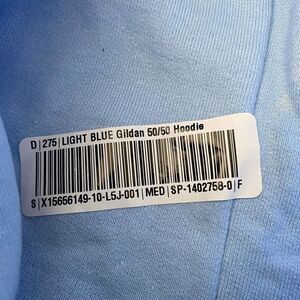 D | 275 | LIGHT BLUE Gildan 50/50 Hoodie
S | X15656149-10-L5J-001 | MED | SP-1402758-0 | F